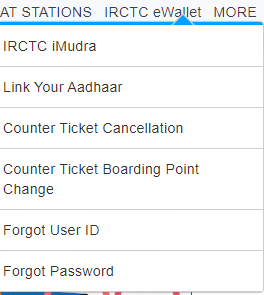 AT STATIONS IRCTC eWallet MORE
IRCTC iMudra
Link Your Aadhaar
Counter Ticket Cancellation
Counter Ticket Boarding Point
Change
Forgot User ID
Forgot Password